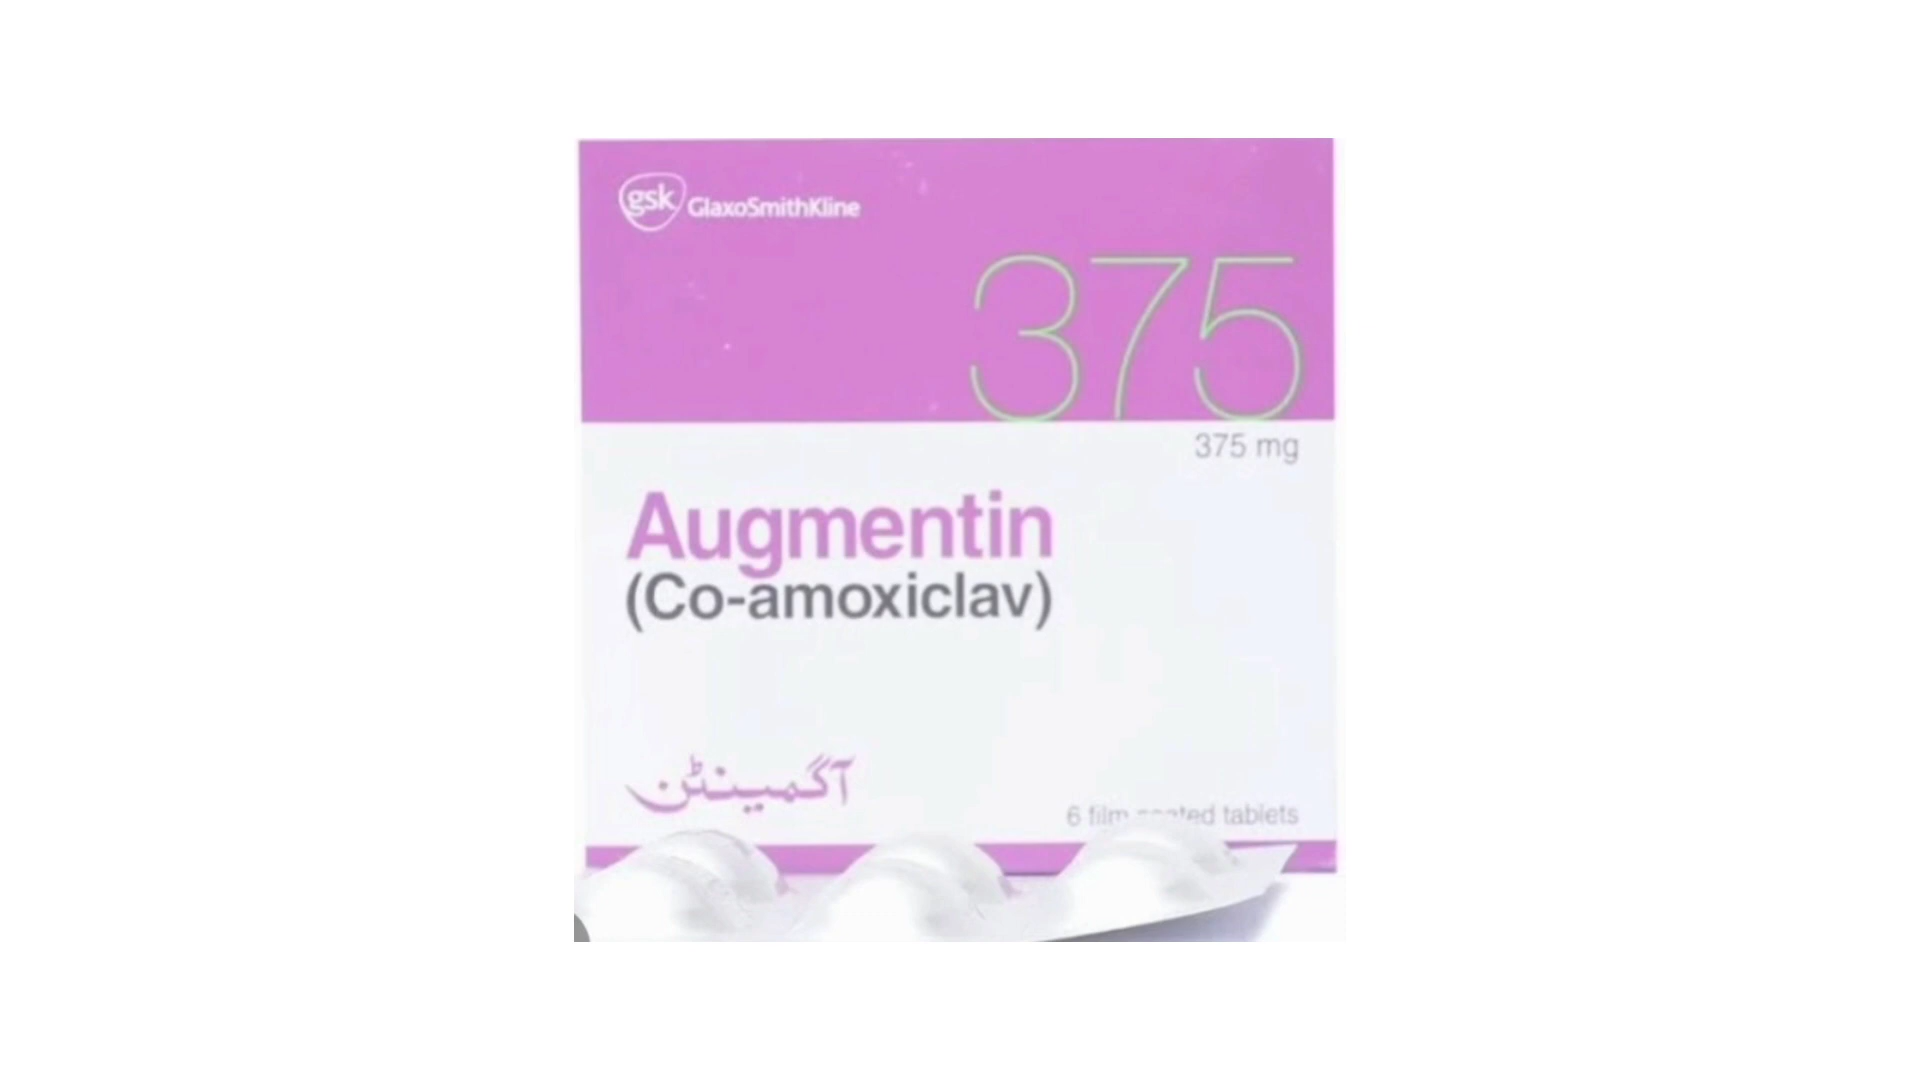 gsk GlaxoSmithKline
375
375 mg
Augmentin
(Co-amoxiclav)
آگمینٹن
6 film tablets